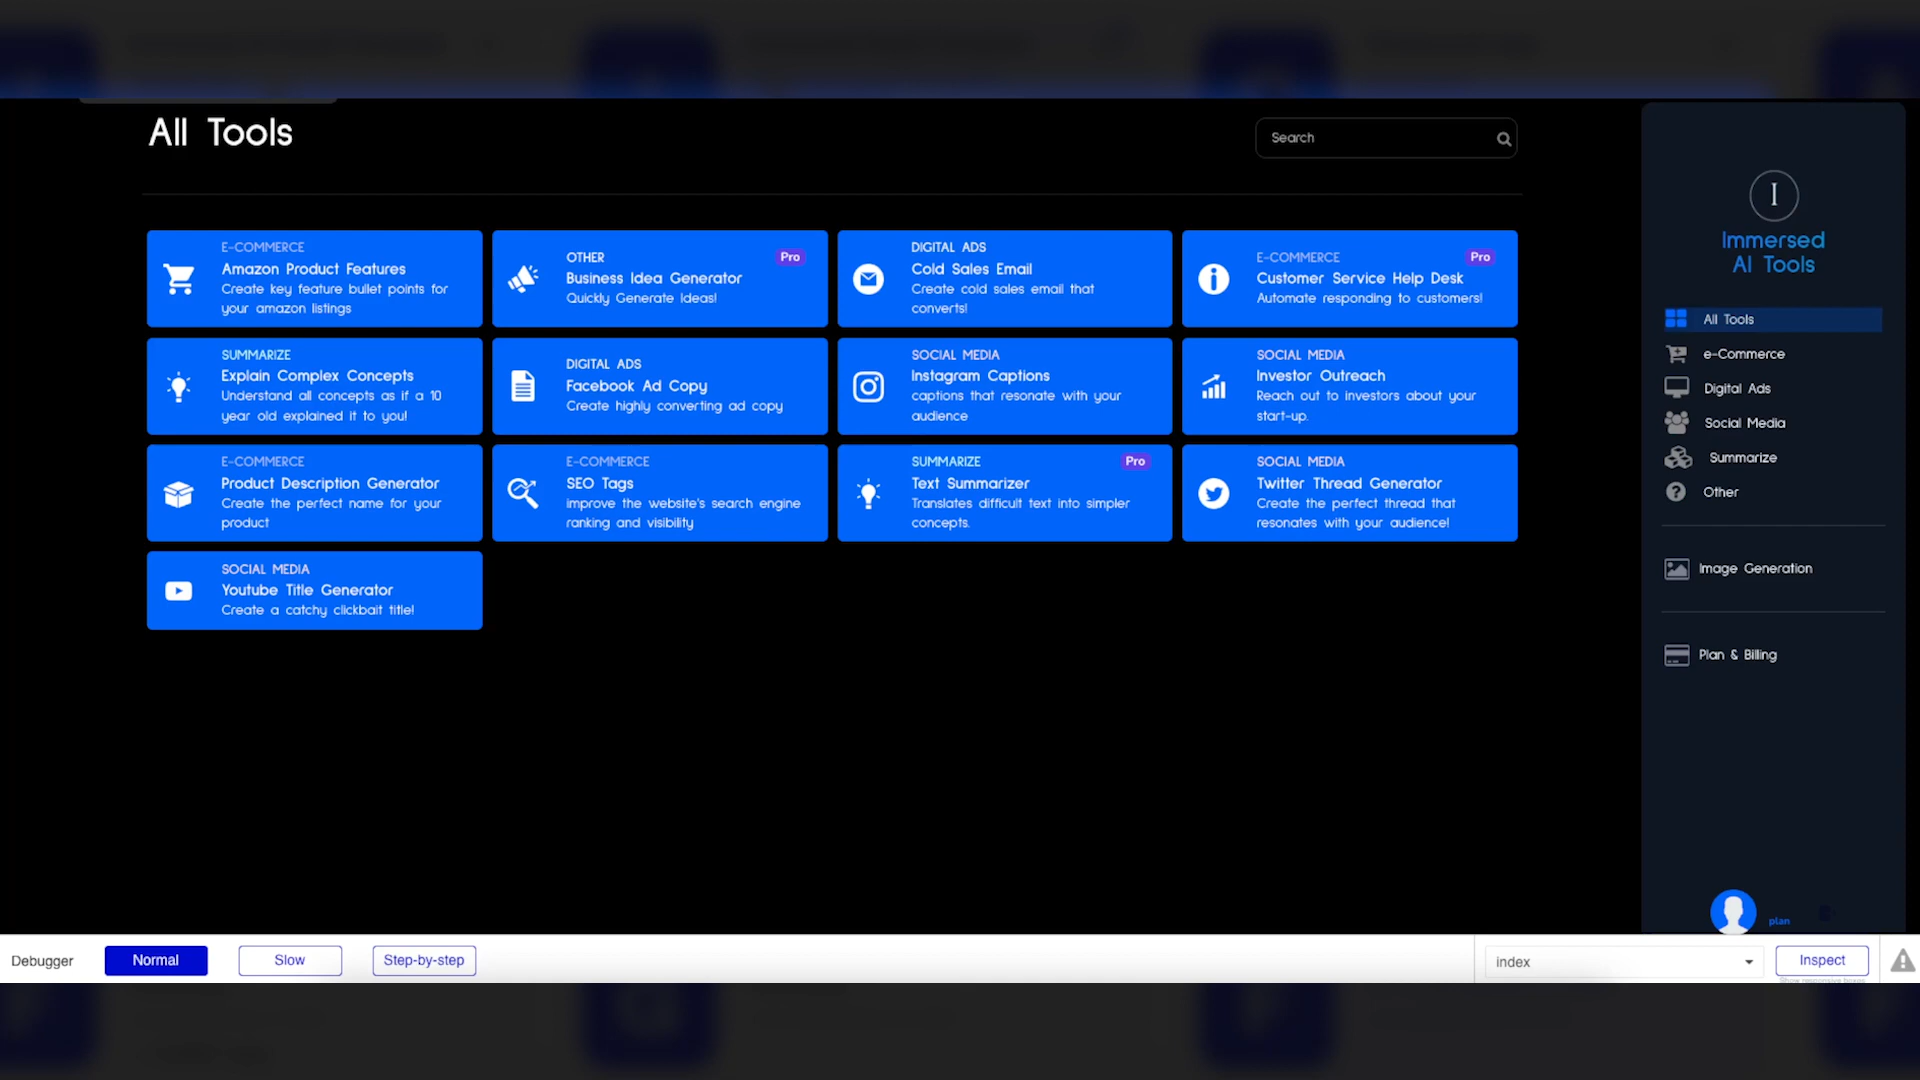 All Tools
Search
E-COMMERCE
Amazon Product Features
Create key feature bullet points for
your amazon listings
OTHER
Pro
Business Idea Generator
Quickly Generate Ideas!
DIGITAL ADS
Cold Sales Email
Create cold sales email that
converts!
E-COMMERCE
Pro
Customer Service Help Desk
Automate responding to customers!
SUMMARIZE
Explain Complex Concepts
Understand all concepts as if a 10
year old explained it to you!
DIGITAL ADS
Facebook Ad Copy
Create highly converting ad copy
SOCIAL MEDIA
Instagram Captions
captions that resonate with your
audience
SOCIAL MEDIA
Investor Outreach
Reach out to investors about your
start-up.
E-COMMERCE
Product Description Generator
Create the perfect name for your
product
E-COMMERCE
SEO Tags
improve the website's search engine
ranking and visibility
SUMMARIZE
Pro
Text Summarizer
Translates difficult text into simpler
concepts.
SOCIAL MEDIA
Twitter Thread Generator
Create the perfect thread that
resonates with your audience!
SOCIAL MEDIA
Youtube Title Generator
Create a catchy clickbait title!
I
Immersed
AI Tools
All Tools
e-Commerce
Digital Ads
Social Media
Summarize
Other
Image Generation
Plan & Billing
plan
Debugger
Normal
Slow
Step-by-step
index
Inspect
Show responsive boxes